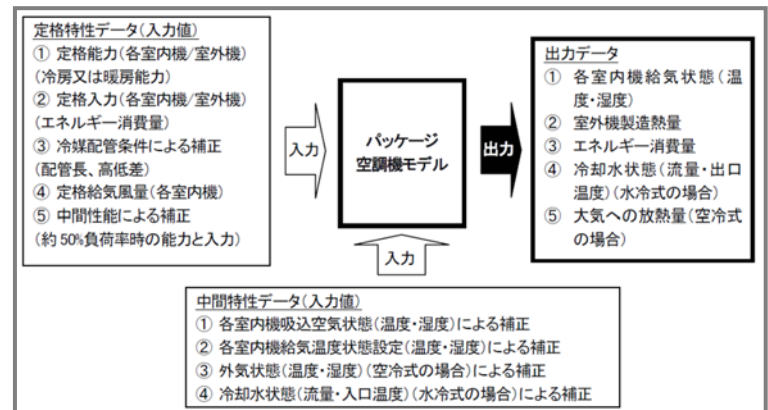 定格特性データ(入力値)
① 定格能力(各室内機/室外機)
(冷房又は暖房能力)
② 定格入力(各室内機/室外機)
(エネルギー消費量)
③ 冷媒配管条件による補正
(配管長、高低差)
④ 定格給気風量(各室内機)
⑤ 中間性能による補正
(約50%負荷率時の能力と入力)
入力
パッケージ
空調機モデル
出力
出力データ
① 各室内機給気状態(温
度・湿度)
② 室外機製造熱量
③ エネルギー消費量
④ 冷却水状態(流量・出口
温度)(水冷式の場合)
⑤ 大気への放熱量(空冷式
の場合)
入力
中間特性データ(入力値)
① 各室内機吸込空気状態(温度・湿度)による補正
② 各室内機給気温度状態設定(温度・湿度)による補正
③ 外気状態(温度・湿度)(空冷式の場合)による補正
④ 冷却水状態(流量・入口温度)(水冷式の場合)による補正